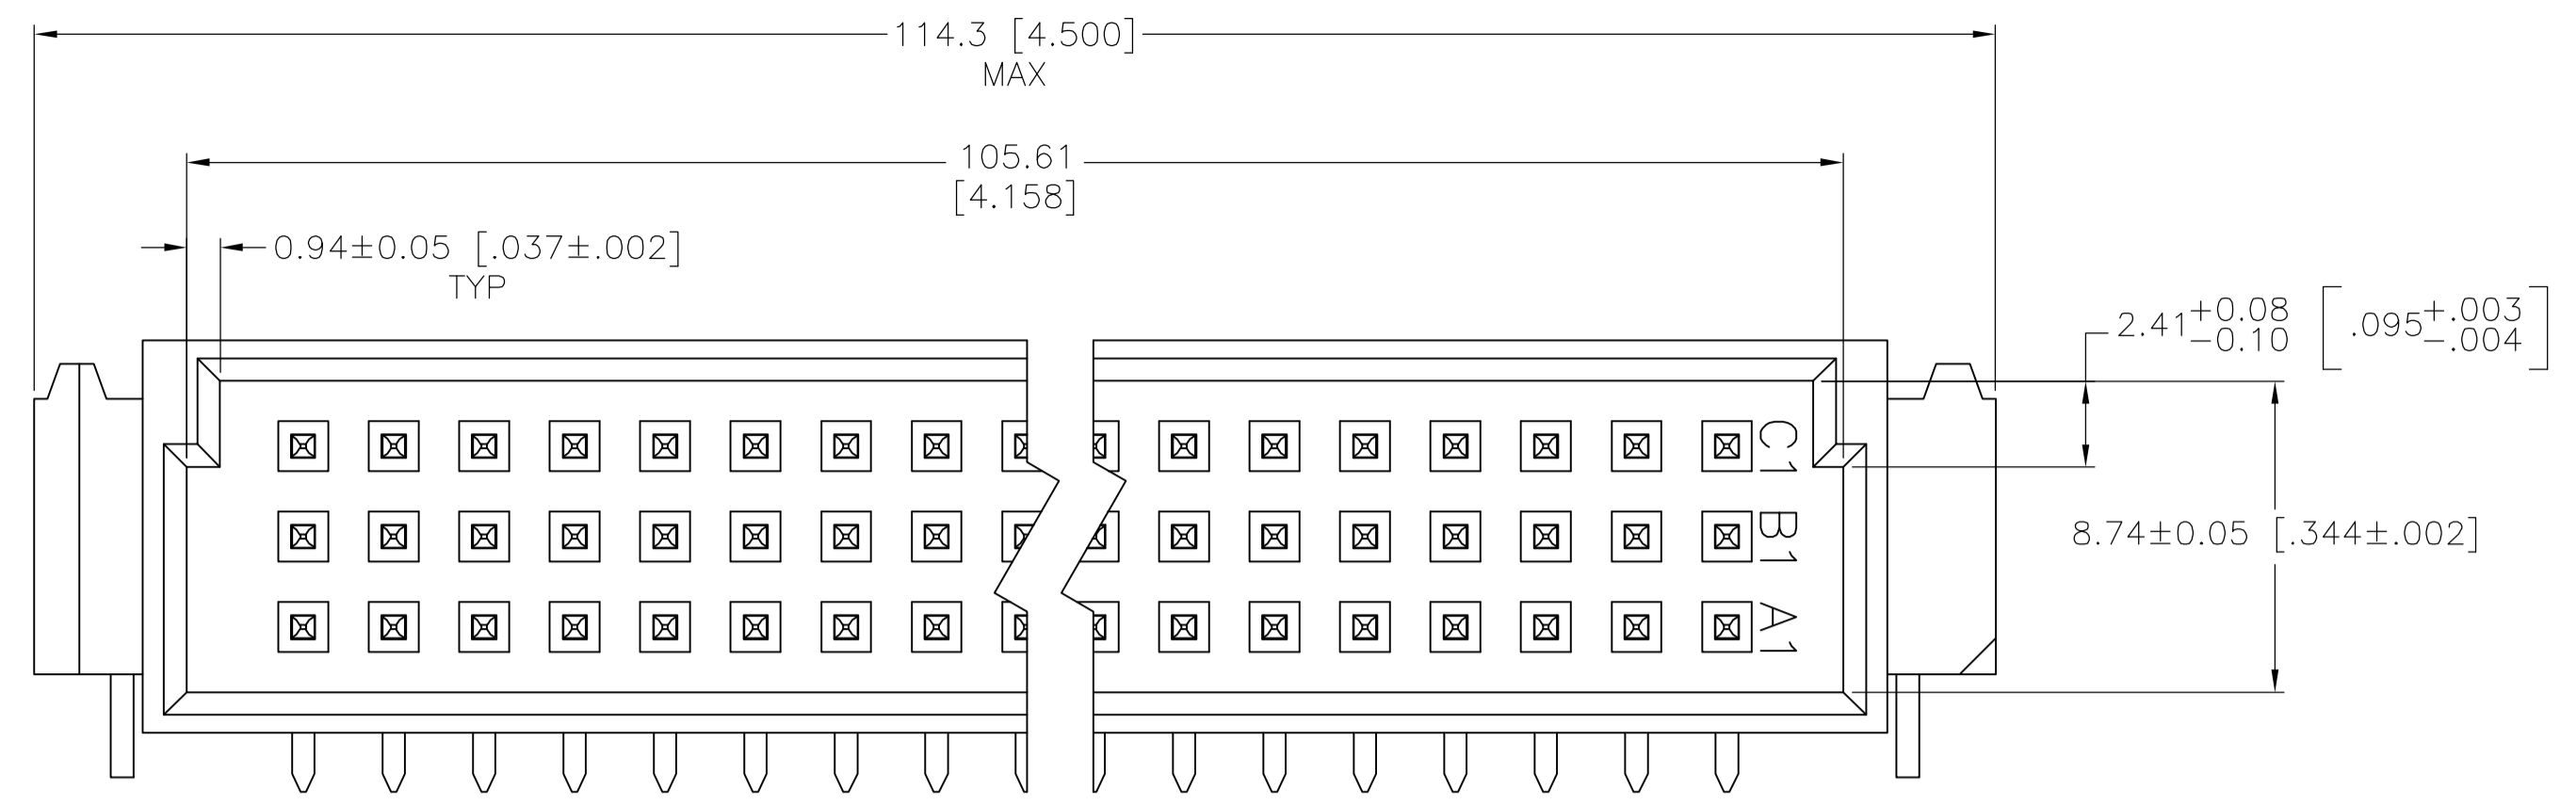 114.3 [4.500]
MAX
105.61
[4.158]
0.94±0.05 [.037±.002]
TYP
2.41+0.08 -0.10 [.095+.003 -.004]
8.74±0.05 [.344±.002]
C1
B1
A1